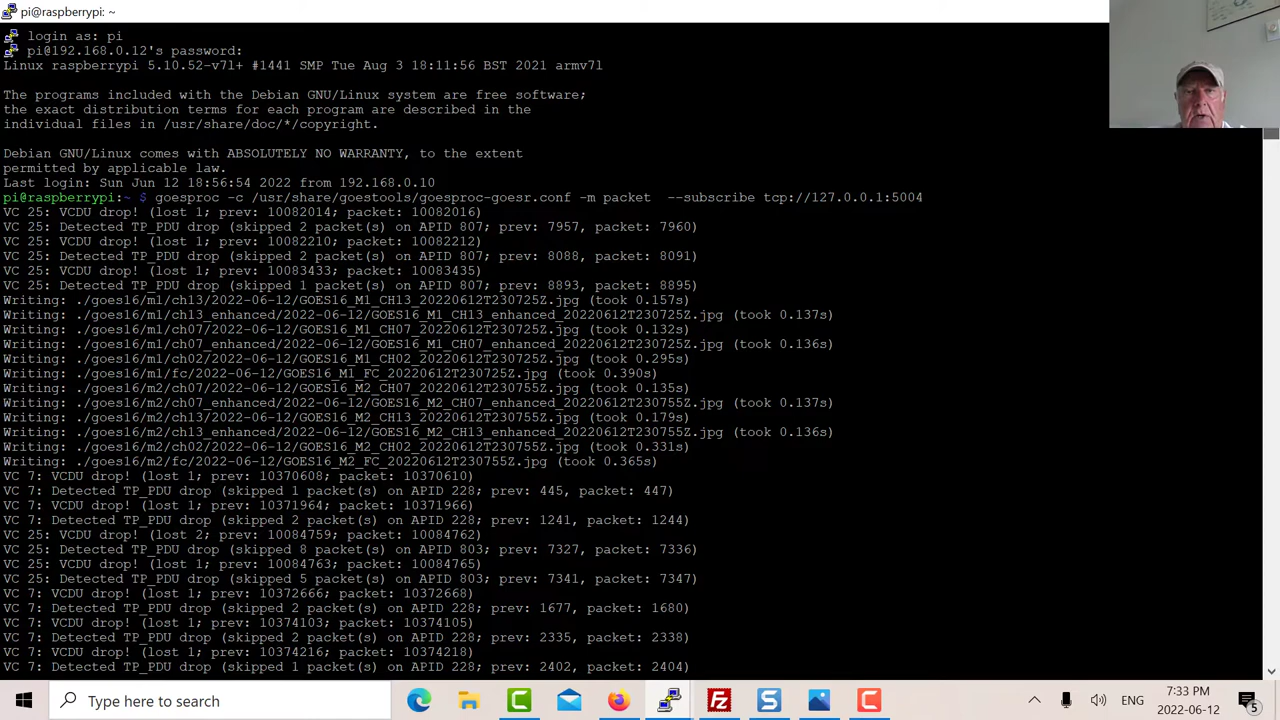 pi@raspberrypi: ~
login as: pi
pi@192.168.0.12's password:
Linux raspberrypi 5.10.52-v7l+ #1441 SMP Tue Aug 3 18:11:56 BST 2021 armv7l
The programs included with the Debian GNU/Linux system are free software;
the exact distribution terms for each program are described in the
individual files in /usr/share/doc/*/copyright.
Debian GNU/Linux comes with ABSOLUTELY NO WARRANTY, to the extent
permitted by applicable law.
Last login: Sun Jun 12 18:56:54 2022 from 192.168.0.10
pi@raspberrypi:~ $ goesproc -c /usr/share/goestools/goesproc-goesr.conf -m packet  --subscribe tcp://127.0.0.1:5004
VC 25: VCDU drop! (lost 1; prev: 10082014; packet: 10082016)
VC 25: Detected TP_PDU drop (skipped 2 packet(s) on APID 807; prev: 7957, packet: 7960)
VC 25: VCDU drop! (lost 1; prev: 10082210; packet: 10082212)
VC 25: Detected TP_PDU drop (skipped 2 packet(s) on APID 807; prev: 8088, packet: 8091)
VC 25: VCDU drop! (lost 1; prev: 10083433; packet: 10083435)
VC 25: Detected TP_PDU drop (skipped 1 packet(s) on APID 807; prev: 8893, packet: 8895)
Writing: ./goes16/m1/ch13/2022-06-12/GOES16_M1_CH13_20220612T230725Z.jpg (took 0.157s)
Writing: ./goes16/m1/ch13_enhanced/2022-06-12/GOES16_M1_CH13_enhanced_20220612T230725Z.jpg (took 0.137s)
Writing: ./goes16/m1/ch07/2022-06-12/GOES16_M1_CH07_20220612T230725Z.jpg (took 0.132s)
Writing: ./goes16/m1/ch07_enhanced/2022-06-12/GOES16_M1_CH07_enhanced_20220612T230725Z.jpg (took 0.136s)
Writing: ./goes16/m1/ch02/2022-06-12/GOES16_M1_CH02_20220612T230725Z.jpg (took 0.295s)
Writing: ./goes16/m1/fc/2022-06-12/GOES16_M1_FC_20220612T230725Z.jpg (took 0.390s)
Writing: ./goes16/m2/ch07/2022-06-12/GOES16_M2_CH07_20220612T230755Z.jpg (took 0.135s)
Writing: ./goes16/m2/ch07_enhanced/2022-06-12/GOES16_M2_CH07_enhanced_20220612T230755Z.jpg (took 0.137s)
Writing: ./goes16/m2/ch13/2022-06-12/GOES16_M2_CH13_20220612T230755Z.jpg (took 0.179s)
Writing: ./goes16/m2/ch13_enhanced/2022-06-12/GOES16_M2_CH13_enhanced_20220612T230755Z.jpg (took 0.136s)
Writing: ./goes16/m2/ch02/2022-06-12/GOES16_M2_CH02_20220612T230755Z.jpg (took 0.331s)
Writing: ./goes16/m2/fc/2022-06-12/GOES16_M2_FC_20220612T230755Z.jpg (took 0.365s)
VC 7: VCDU drop! (lost 1; prev: 10370608; packet: 10370610)
VC 7: Detected TP_PDU drop (skipped 1 packet(s) on APID 228; prev: 445, packet: 447)
VC 7: VCDU drop! (lost 1; prev: 10371964; packet: 10371966)
VC 7: Detected TP_PDU drop (skipped 2 packet(s) on APID 228; prev: 1241, packet: 1244)
VC 25: VCDU drop! (lost 2; prev: 10084759; packet: 10084762)
VC 25: Detected TP_PDU drop (skipped 8 packet(s) on APID 803; prev: 7327, packet: 7336)
VC 25: VCDU drop! (lost 1; prev: 10084763; packet: 10084765)
VC 25: Detected TP_PDU drop (skipped 5 packet(s) on APID 803; prev: 7341, packet: 7347)
VC 7: VCDU drop! (lost 1; prev: 10372666; packet: 10372668)
VC 7: Detected TP_PDU drop (skipped 2 packet(s) on APID 228; prev: 1677, packet: 1680)
VC 7: VCDU drop! (lost 1; prev: 10374103; packet: 10374105)
VC 7: Detected TP_PDU drop (skipped 2 packet(s) on APID 228; prev: 2335, packet: 2338)
VC 7: VCDU drop! (lost 1; prev: 10374216; packet: 10374218)
VC 7: Detected TP_PDU drop (skipped 1 packet(s) on APID 228; prev: 2402, packet: 2404)
Type here to search
ENG
7:33 PM
2022-06-12
5